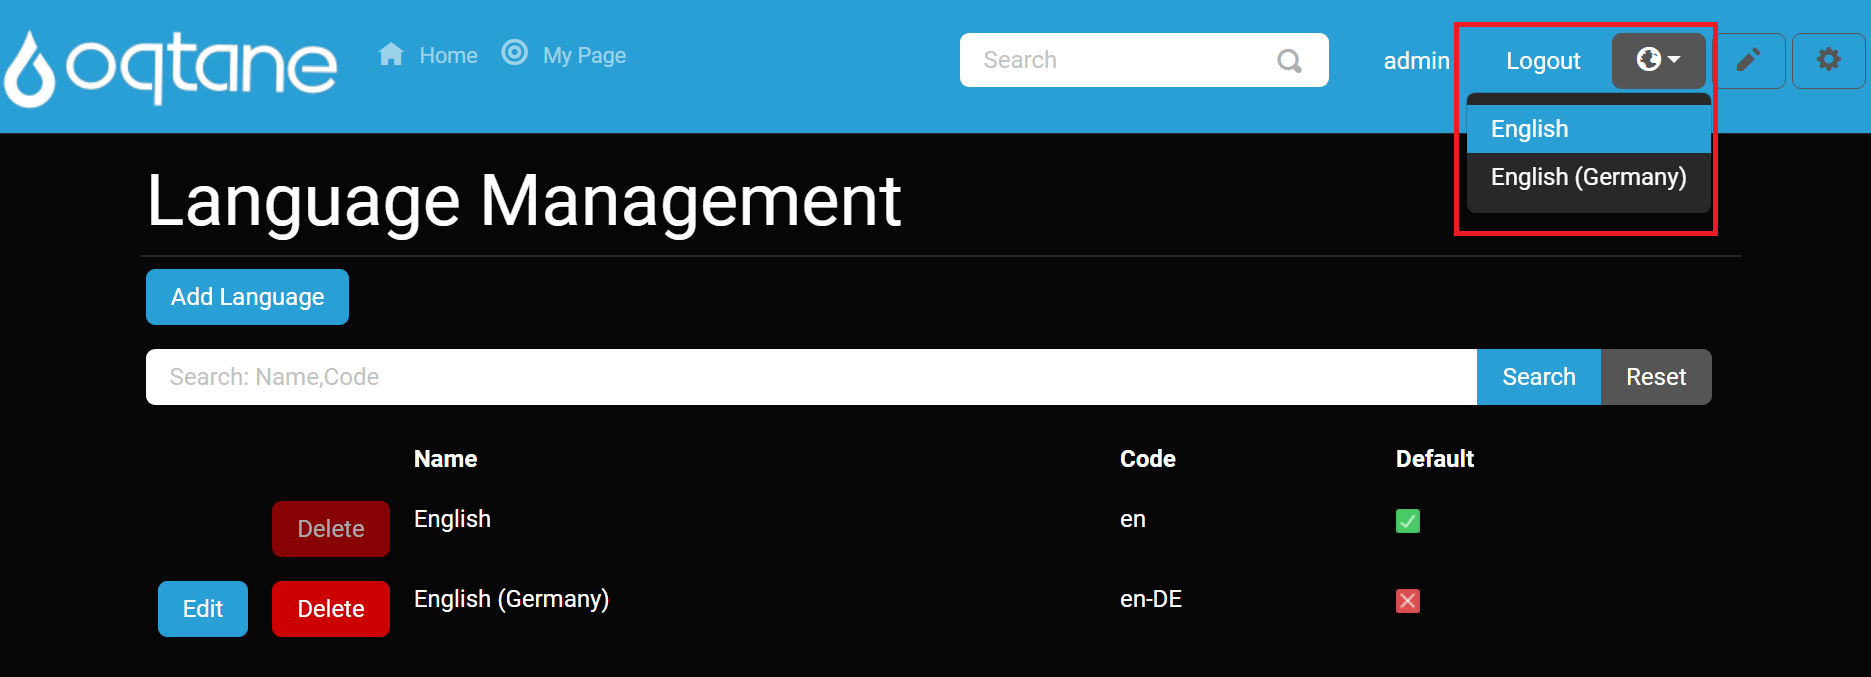 oqtane Home My Page Search admin Logout
English
English (Germany)
Language Management
Add Language
Search: Name,Code Search Reset
Name Code Default
Delete English en
Edit Delete English (Germany) en-DE